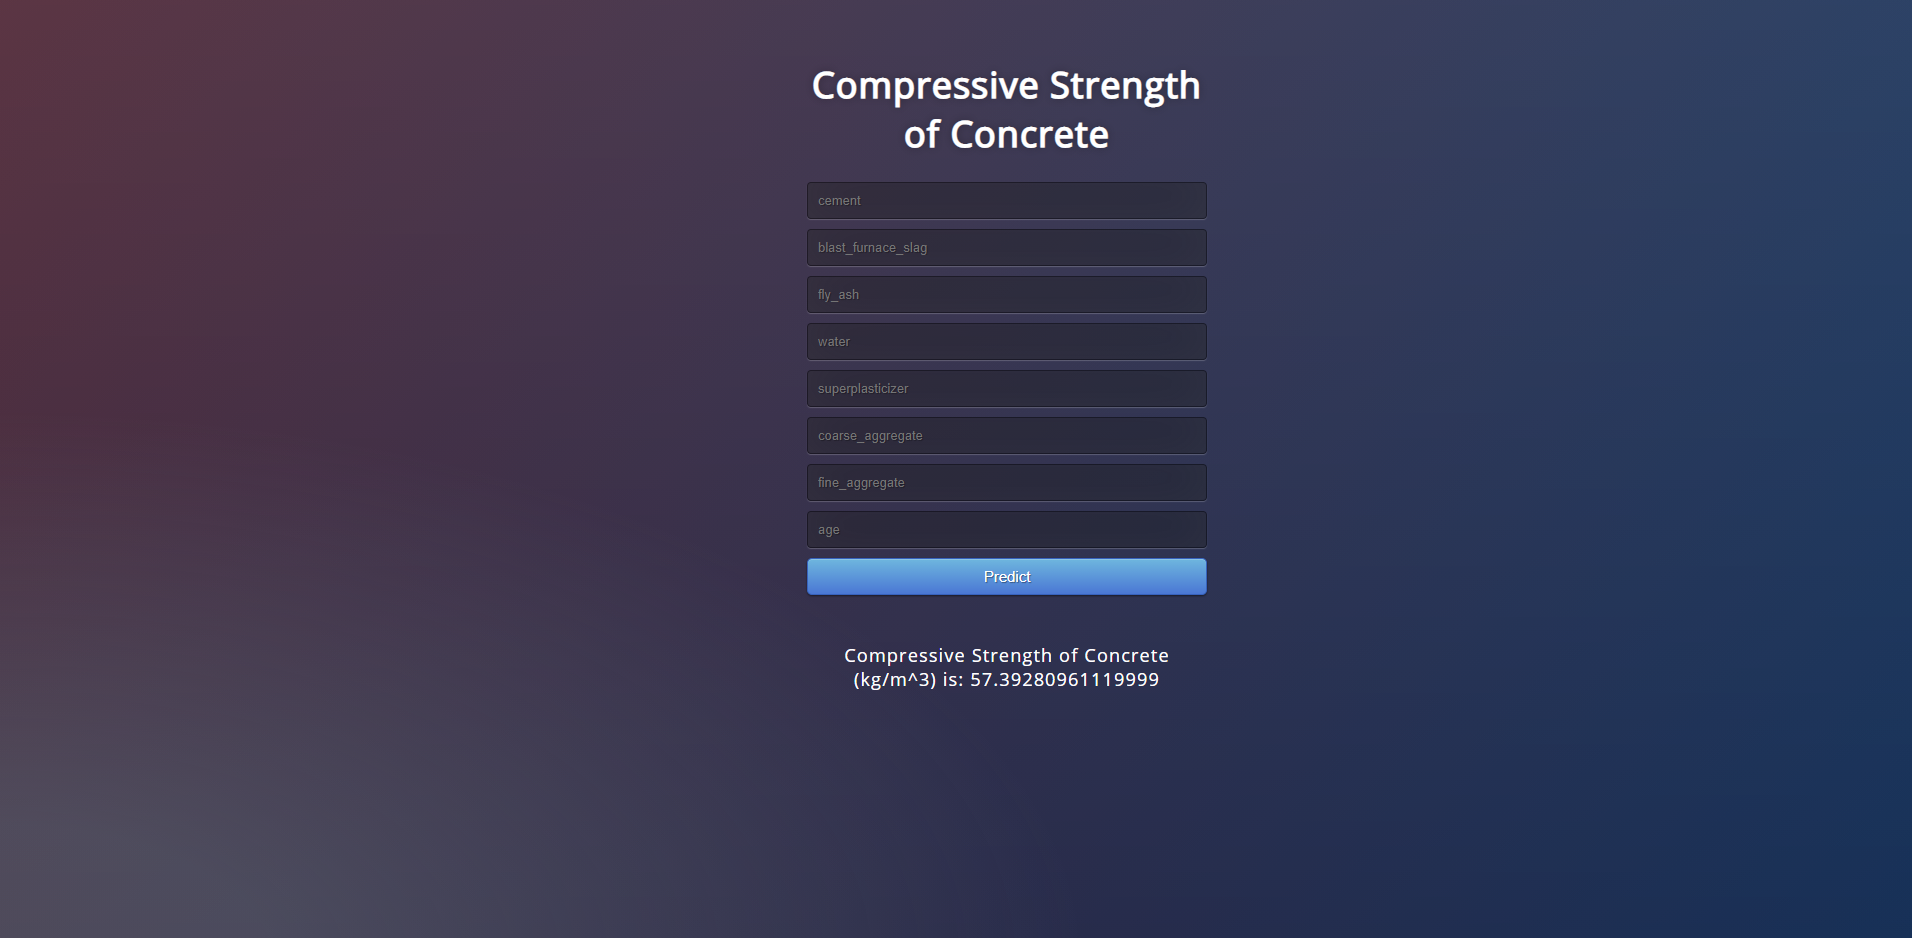 Compressive Strength
of Concrete
cement
blast_furnace_slag
fly_ash
water
superplasticizer
coarse_aggregate
fine_aggregate
age
Predict
Compressive Strength of Concrete
(kg/m^3) is: 57.39280961119999